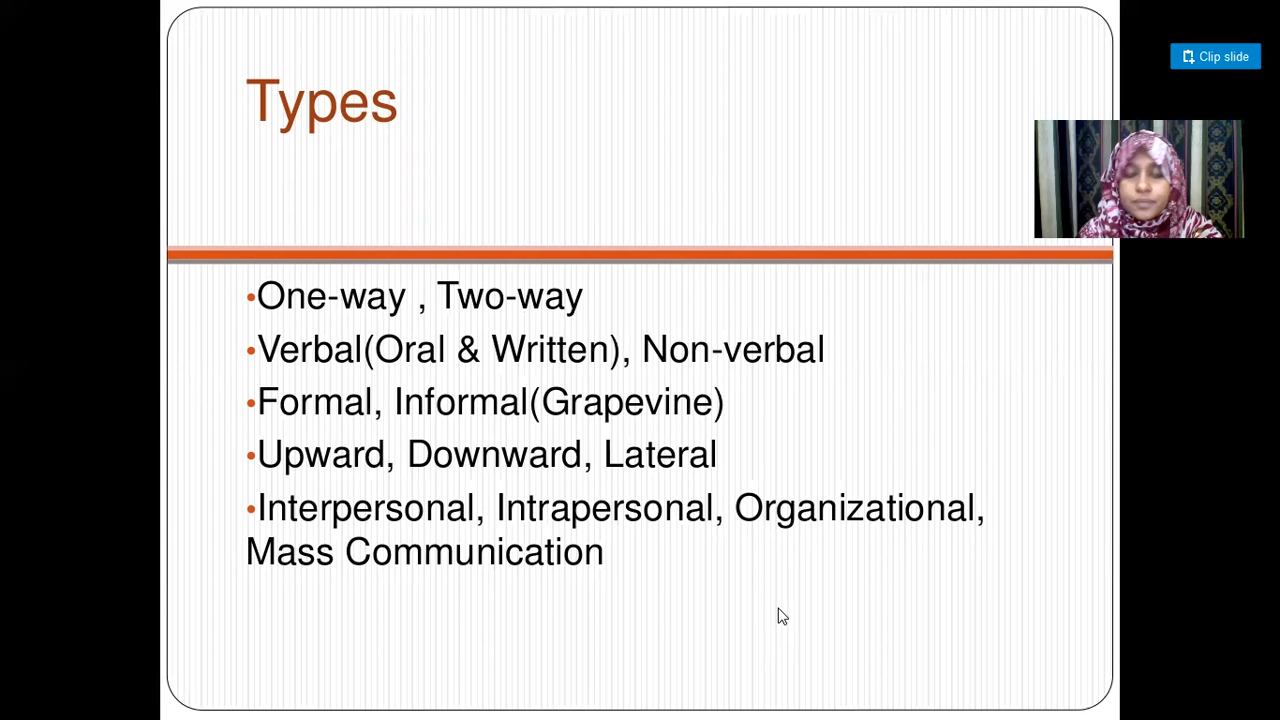 Types
Clip slide
•One-way , Two-way
•Verbal(Oral & Written), Non-verbal
•Formal, Informal(Grapevine)
•Upward, Downward, Lateral
•Interpersonal, Intrapersonal, Organizational,
Mass Communication